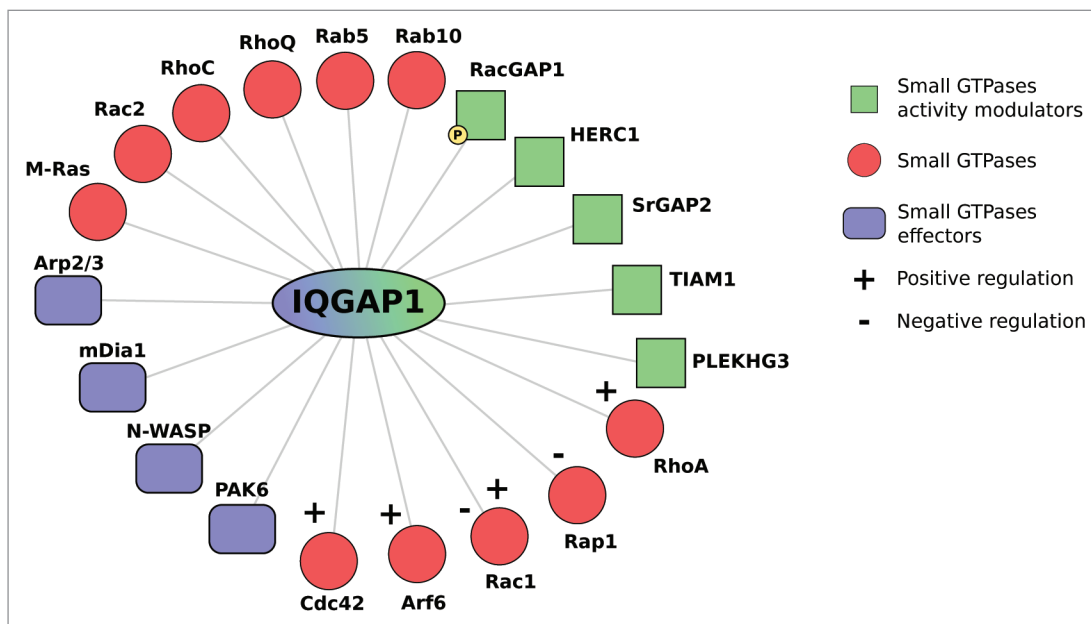 RhoQ
Rab5
Rab10
RhoC
RacGAP1
Rac2
P
HERC1
M-Ras
SrGAP2
Arp2/3
TIAM1
IQGAP1
mDia1
PLEKHG3
+
N-WASP
RhoA
-
PAK6
+
+
-
+
Rap1
Rac1
Cdc42
Arf6
Small GTPases
activity modulators
Small GTPases
Small GTPases
effectors
+ Positive regulation
- Negative regulation